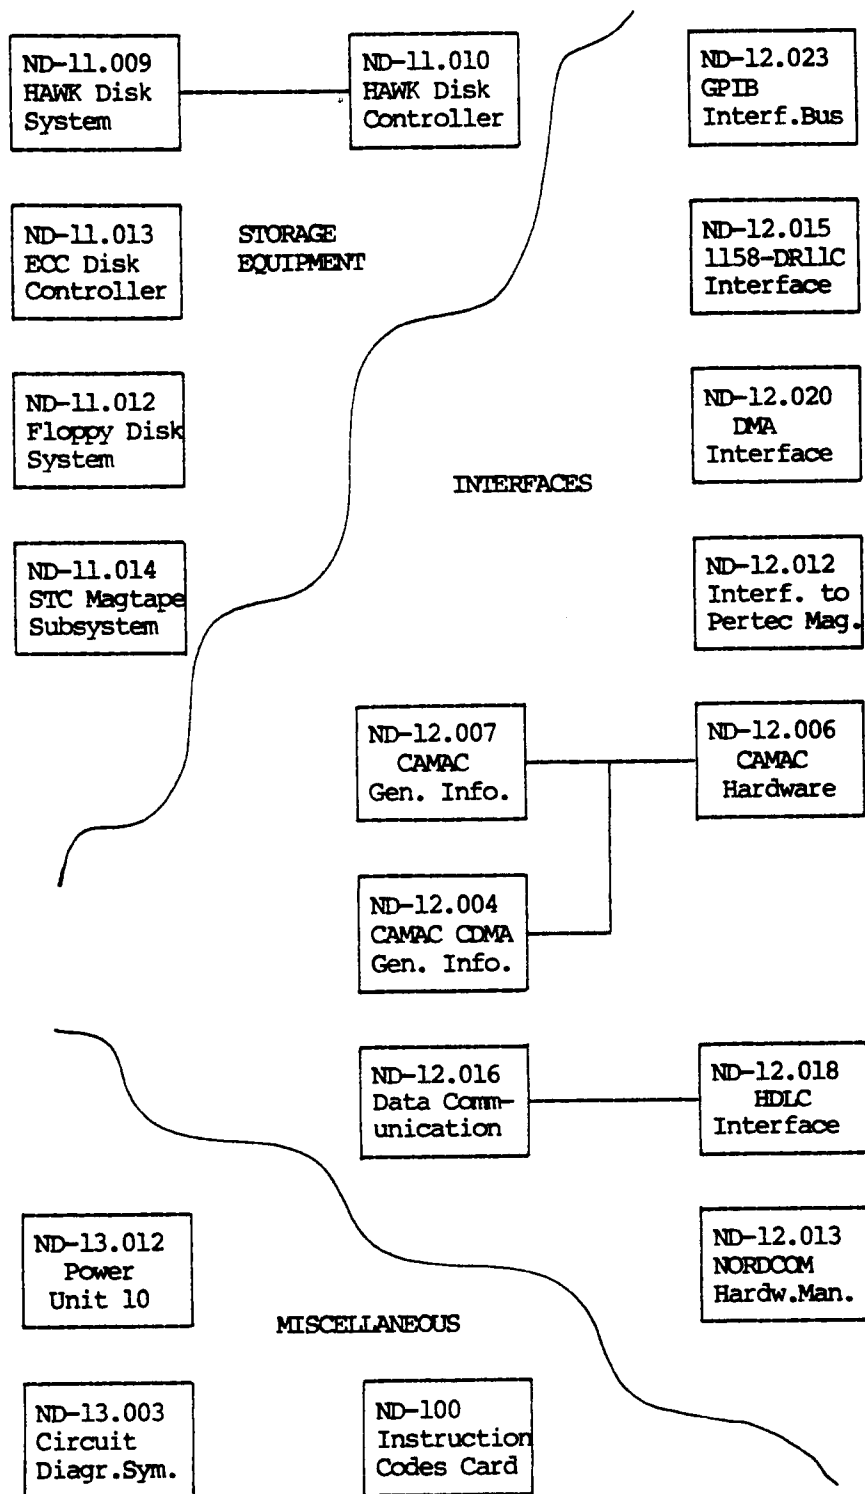 ND-11.009
HAWK Disk
System
ND-11.010
HAWK Disk
Controller
ND-12.023
GPIB
Interf.Bus
ND-11.013
ECC Disk
Controller
STORAGE
EQUIPMENT
ND-12.015
1158-DR11C
Interface
ND-11.012
Floppy Disk
System
ND-12.020
DMA
Interface
INTERFACES
ND-11.014
STC Magtape
Subsystem
ND-12.012
Interf. to
Pertec Mag.
ND-12.007
CAMAC
Gen. Info.
ND-12.006
CAMAC
Hardware
ND-12.004
CAMAC CDMA
Gen. Info.
ND-12.016
Data Comm-
unication
ND-12.018
HDLC
Interface
ND-13.012
Power
Unit 10
ND-12.013
NORDCOM
Hardw.Man.
MISCELLANEOUS
ND-13.003
Circuit
Diagr.Sym.
ND-100
Instruction
Codes Card